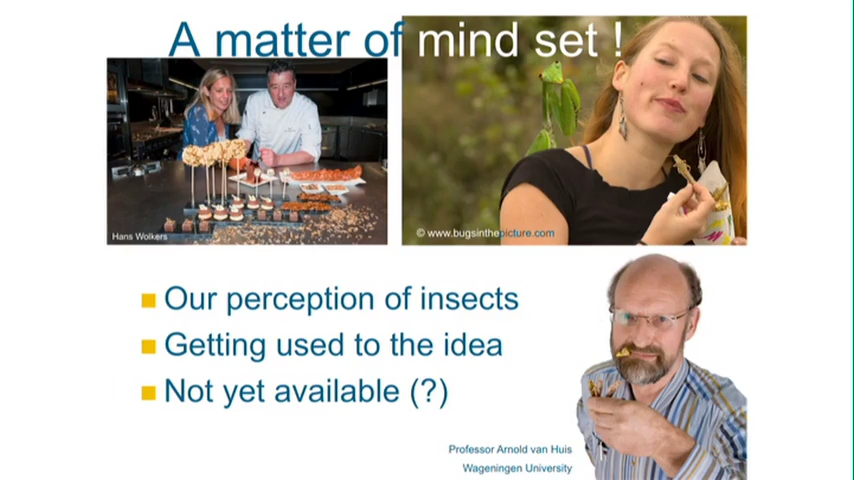 A matter of mind set !
Hans Wolkers
© www.bugsinthepicture.com
Our perception of insects
Getting used to the idea
Not yet available (?)
Professor Arnold van Huis
Wageningen University